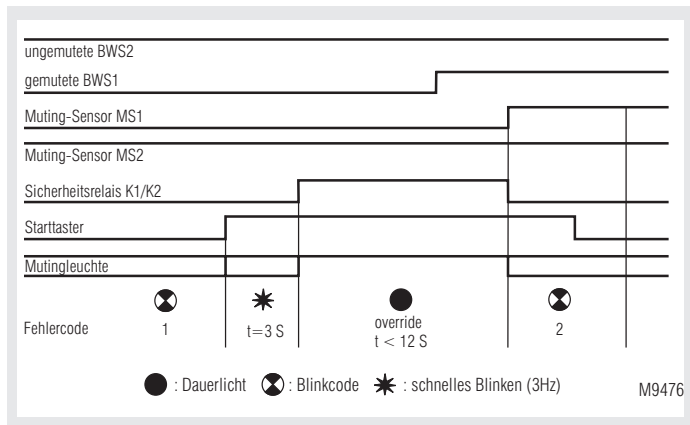 ungemutete BWS2
gemutete BWS1
Muting-Sensor MS1
Muting-Sensor MS2
Sicherheitsrelais K1/K2
Starttaster
Mutingleuchte
Fehlercode 1 t=3 S override t < 12 S 2
: Dauerlicht : Blinkcode : schnelles Blinken (3Hz)
M9476